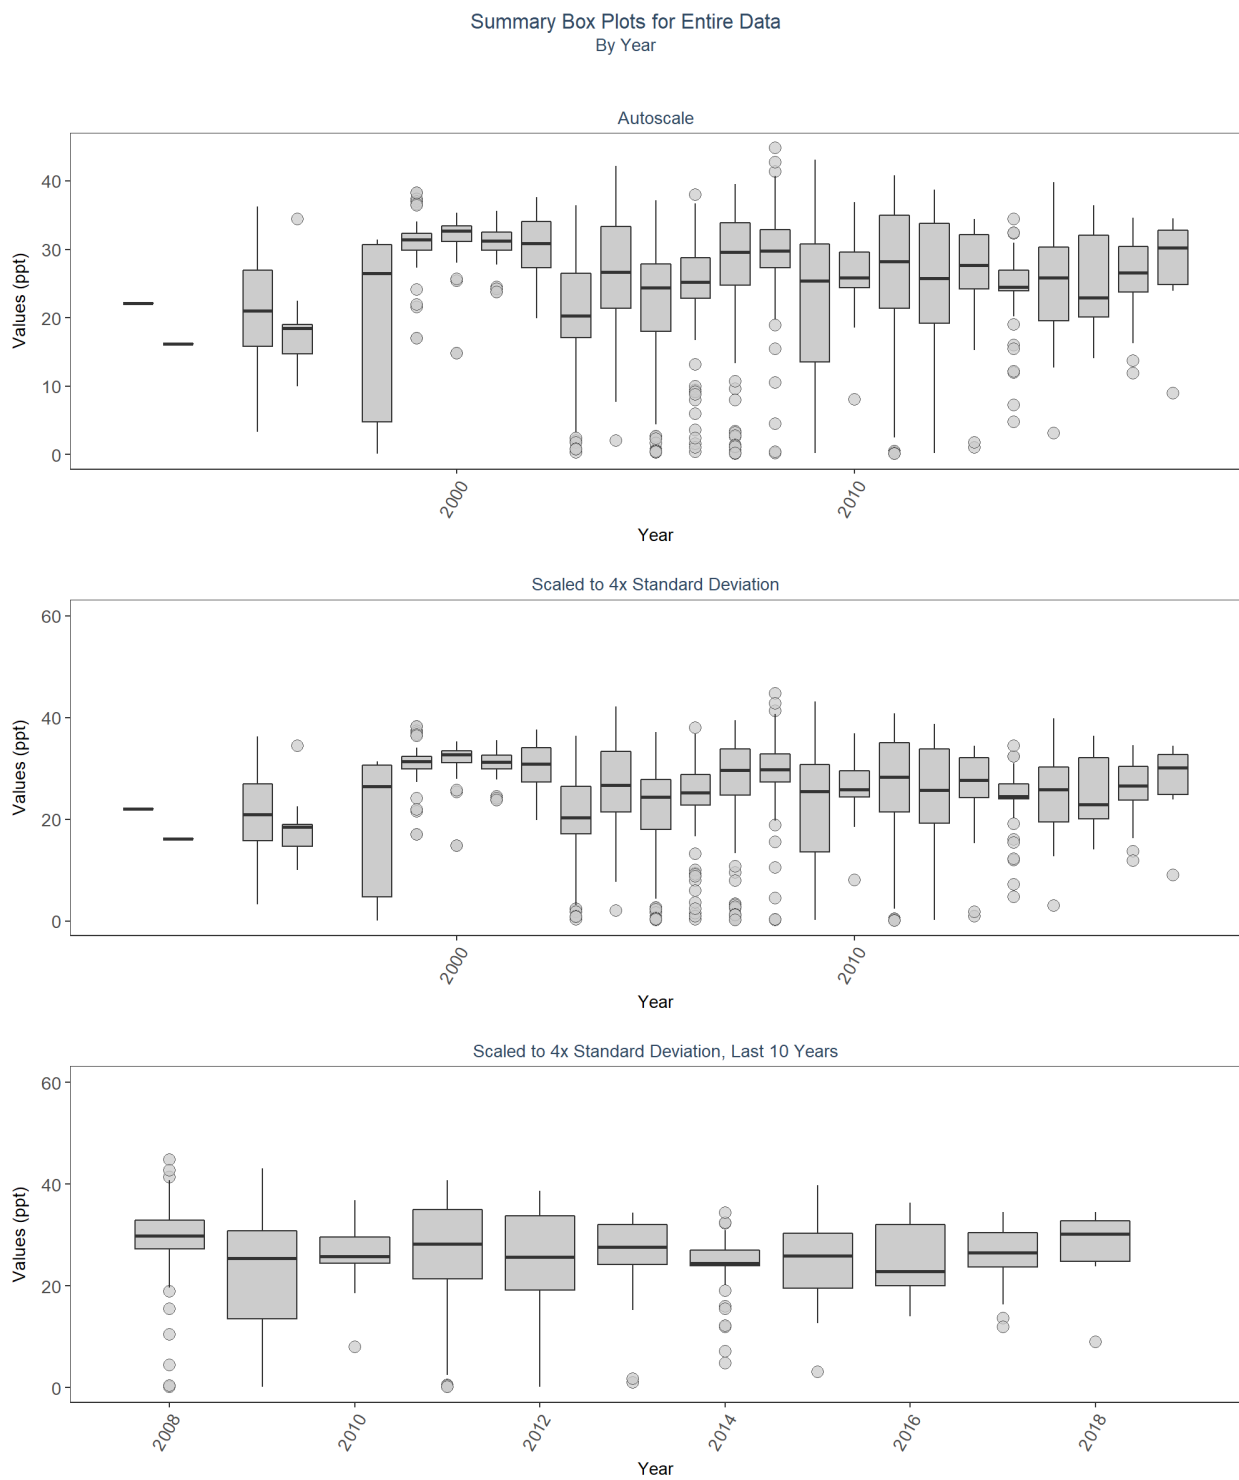 Summary Box Plots for Entire Data
By Year
Autoscale
Values (ppt)
40
30
20
10
0
2000
2010
Year
Scaled to 4x Standard Deviation
Values (ppt)
60
40
20
0
2000
2010
Year
Scaled to 4x Standard Deviation, Last 10 Years
Values (ppt)
60
40
20
0
2008
2010
2012
2014
2016
2018
Year